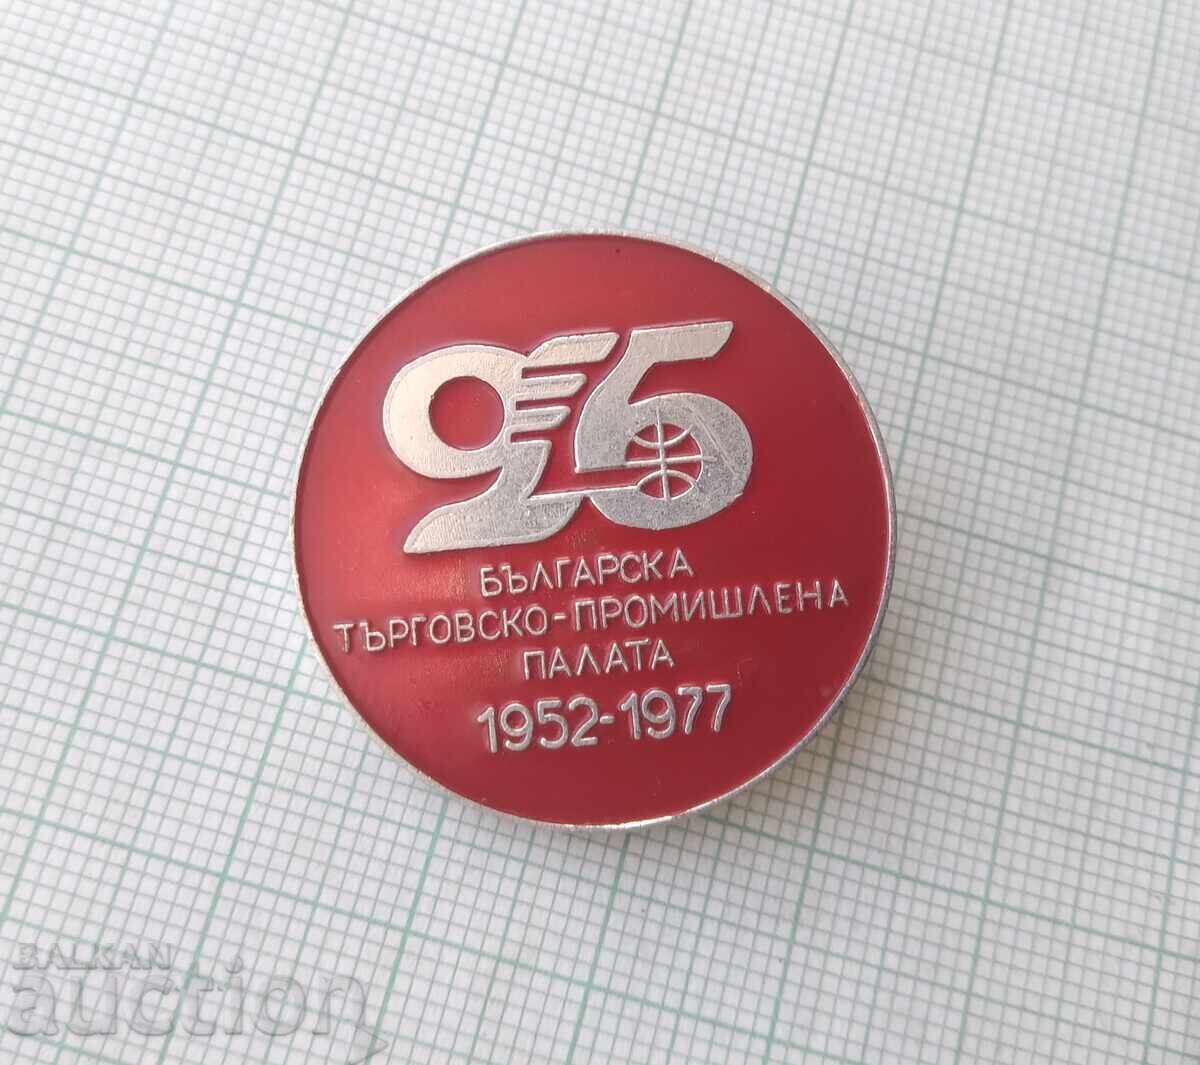 25
БЪЛГАРСКА
ТЪРГОВСКО-ПРОМИШЛЕНА
ПАЛАТА
1952-1977
BALKAN
auction